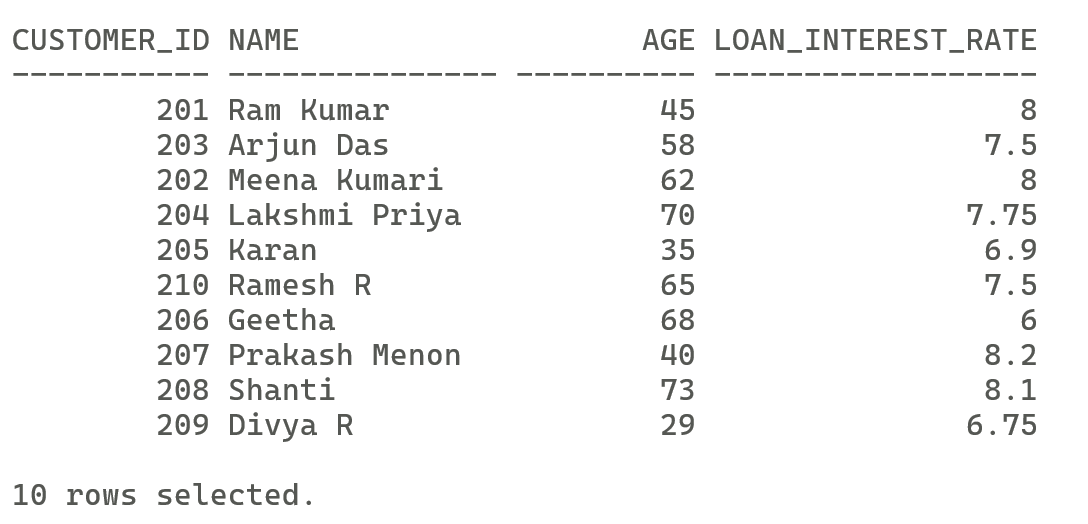 CUSTOMER_ID NAME                   AGE LOAN_INTEREST_RATE
----------- --------------- ---------- ------------------
        201 Ram Kumar               45                  8
        203 Arjun Das               58                7.5
        202 Meena Kumari            62                  8
        204 Lakshmi Priya           70               7.75
        205 Karan                   35                6.9
        210 Ramesh R                65                7.5
        206 Geetha                  68                  6
        207 Prakash Menon           40                8.2
        208 Shanti                  73                8.1
        209 Divya R                 29               6.75
10 rows selected.